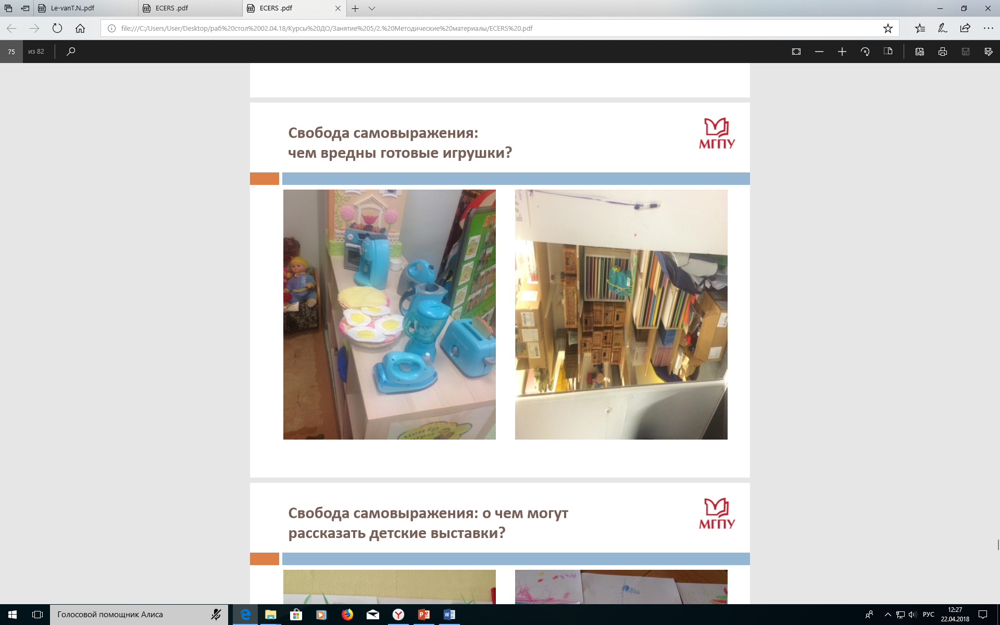 Le-vanT.N..pdf
ECERS .pdf
ECERS .pdf
file:///C:/Users/User/Desktop/раб%20стол%2002.04.18/Курсы%20ДО/Занятие%205/2.%20Методические%20материалы/ECERS%20.pdf
75 из 82
Свобода самовыражения:
чем вредны готовые игрушки?
МГПУ
центр
игры
Свобода самовыражения: о чем могут
рассказать детские выставки?
МГПУ
Голосовой помощник Алиса
РУС
12:27
22.04.2018